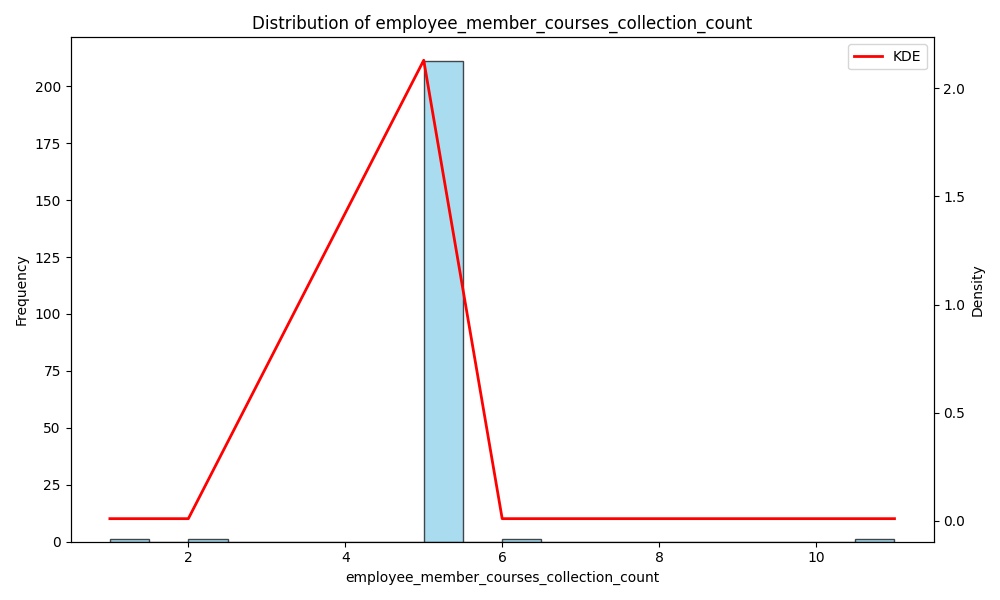 Distribution of employee_member_courses_collection_count
KDE
200
175
150
125
100
75
50
25
0
Frequency
2.0
1.5
1.0
0.5
0.0
Density
2 4 6 8 10
employee_member_courses_collection_count